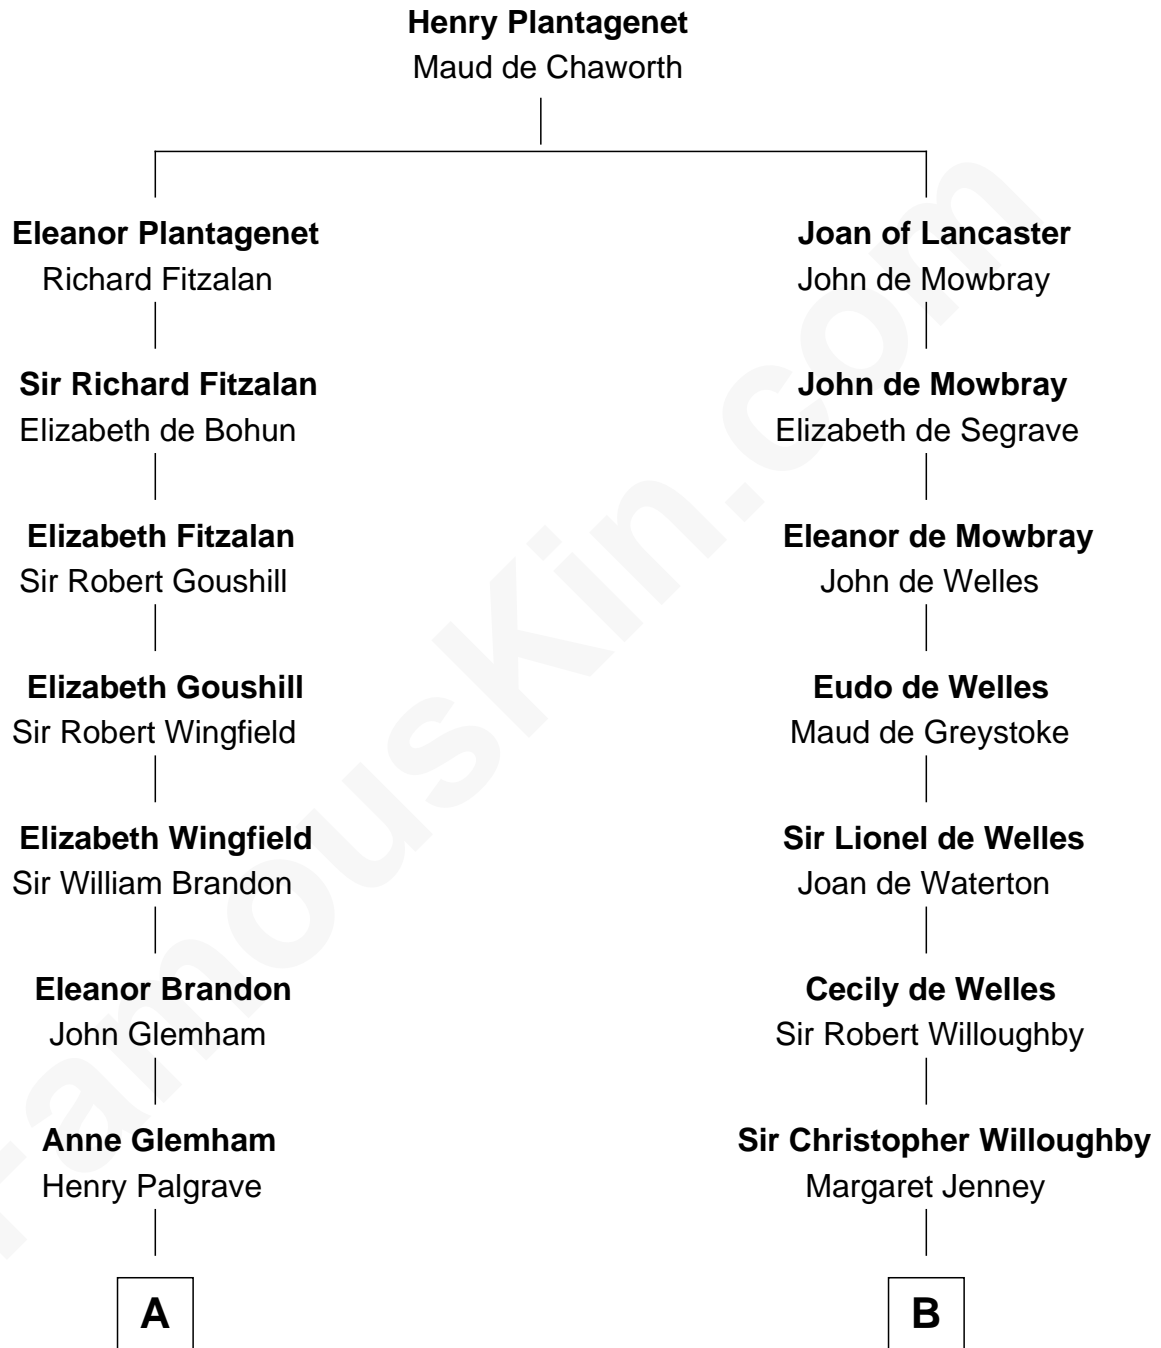 Henry Plantagenet
Maud de Chaworth
Eleanor Plantagenet
Richard Fitzalan
Joan of Lancaster
John de Mowbray
Sir Richard Fitzalan
Elizabeth de Bohun
John de Mowbray
Elizabeth de Segrave
Elizabeth Fitzalan
Sir Robert Goushill
Eleanor de Mowbray
John de Welles
Elizabeth Goushill
Sir Robert Wingfield
Eudo de Welles
Maud de Greystoke
Elizabeth Wingfield
Sir William Brandon
Sir Lionel de Welles
Joan de Waterton
Eleanor Brandon
John Glemham
Cecily de Welles
Sir Robert Willoughby
Anne Glemham
Henry Palgrave
Sir Christopher Willoughby
Margaret Jenney
A
B
FamousKin.com